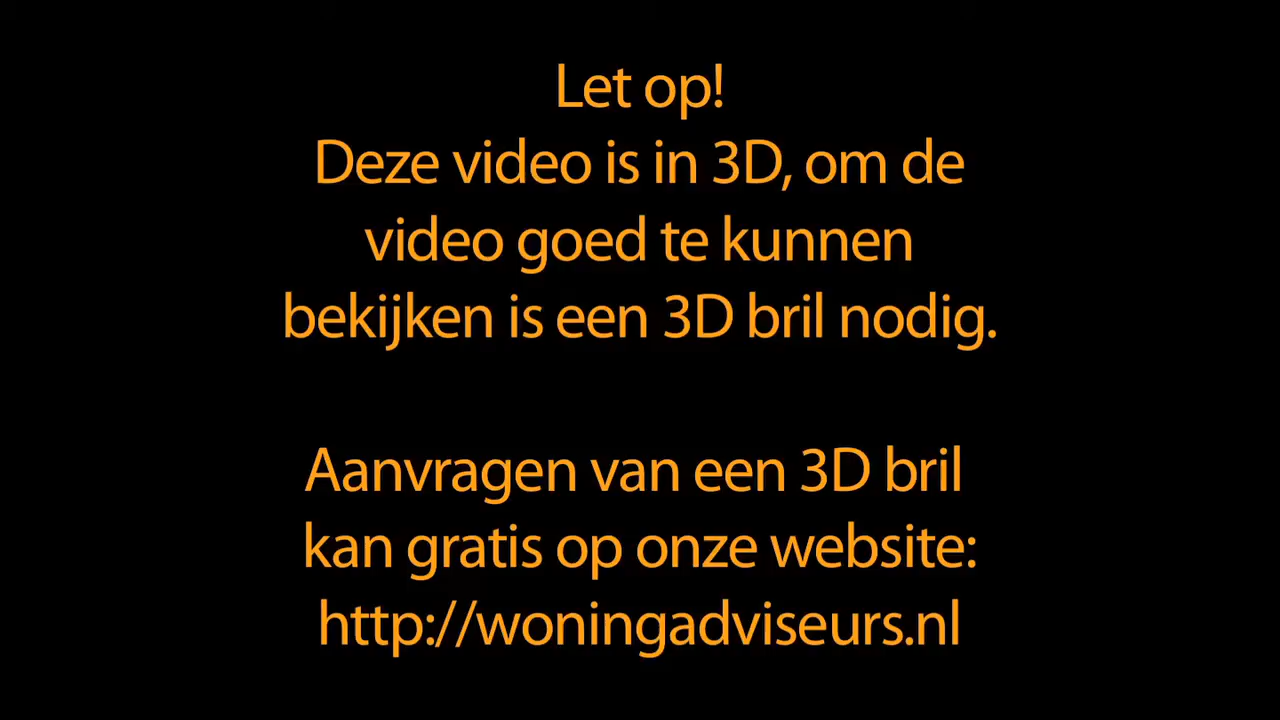 Let op!
Deze video is in 3D, om de
video goed te kunnen
bekijken is een 3D bril nodig.
Aanvragen van een 3D bril
kan gratis op onze website:
http://woningadviseurs.nl